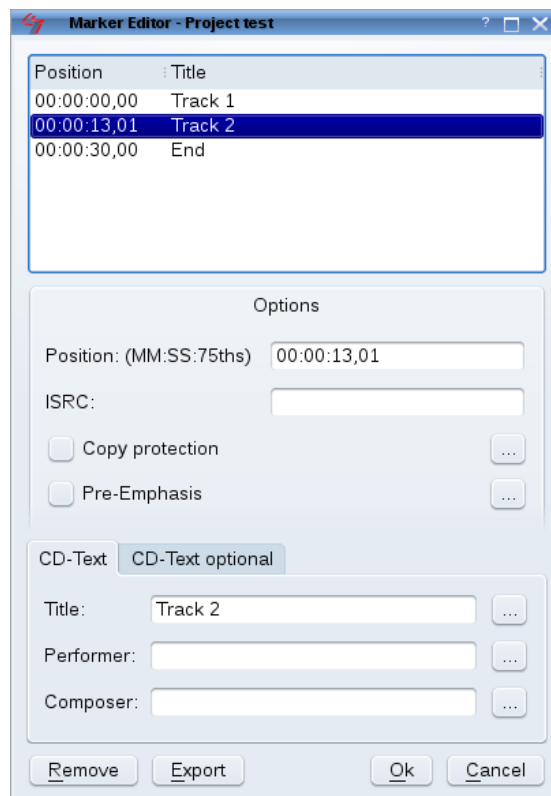 Marker Editor - Project test ?
Position Title
00:00:00,00 Track 1
00:00:13,01 Track 2
00:00:30,00 End
Options
Position: (MM:SS:75ths) 00:00:13,01
ISRC:
Copy protection ...
Pre-Emphasis ...
CD-Text CD-Text optional
Title: Track 2 ...
Performer: ...
Composer: ...
Remove Export Ok Cancel